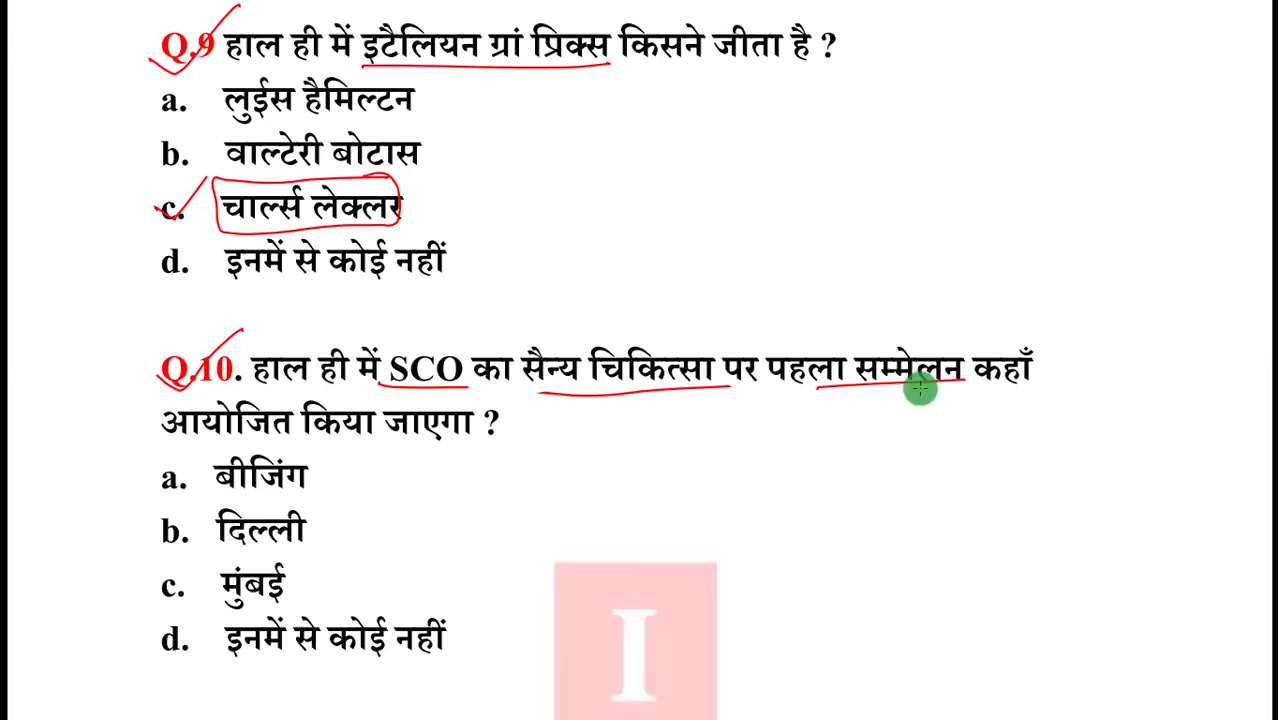 Q.9 हाल ही में इटैलियन ग्रां प्रिक्स किसने जीता है ?
a. लुईस हैमिल्टन
b. वाल्टेरी बोटास
c. चार्ल्स लेक्लर
d. इनमें से कोई नहीं
Q.10. हाल ही में SCO का सैन्य चिकित्सा पर पहला सम्मेलन कहाँ
आयोजित किया जाएगा ?
a. बीजिंग
b. दिल्ली
c. मुंबई
d. इनमें से कोई नहीं
I